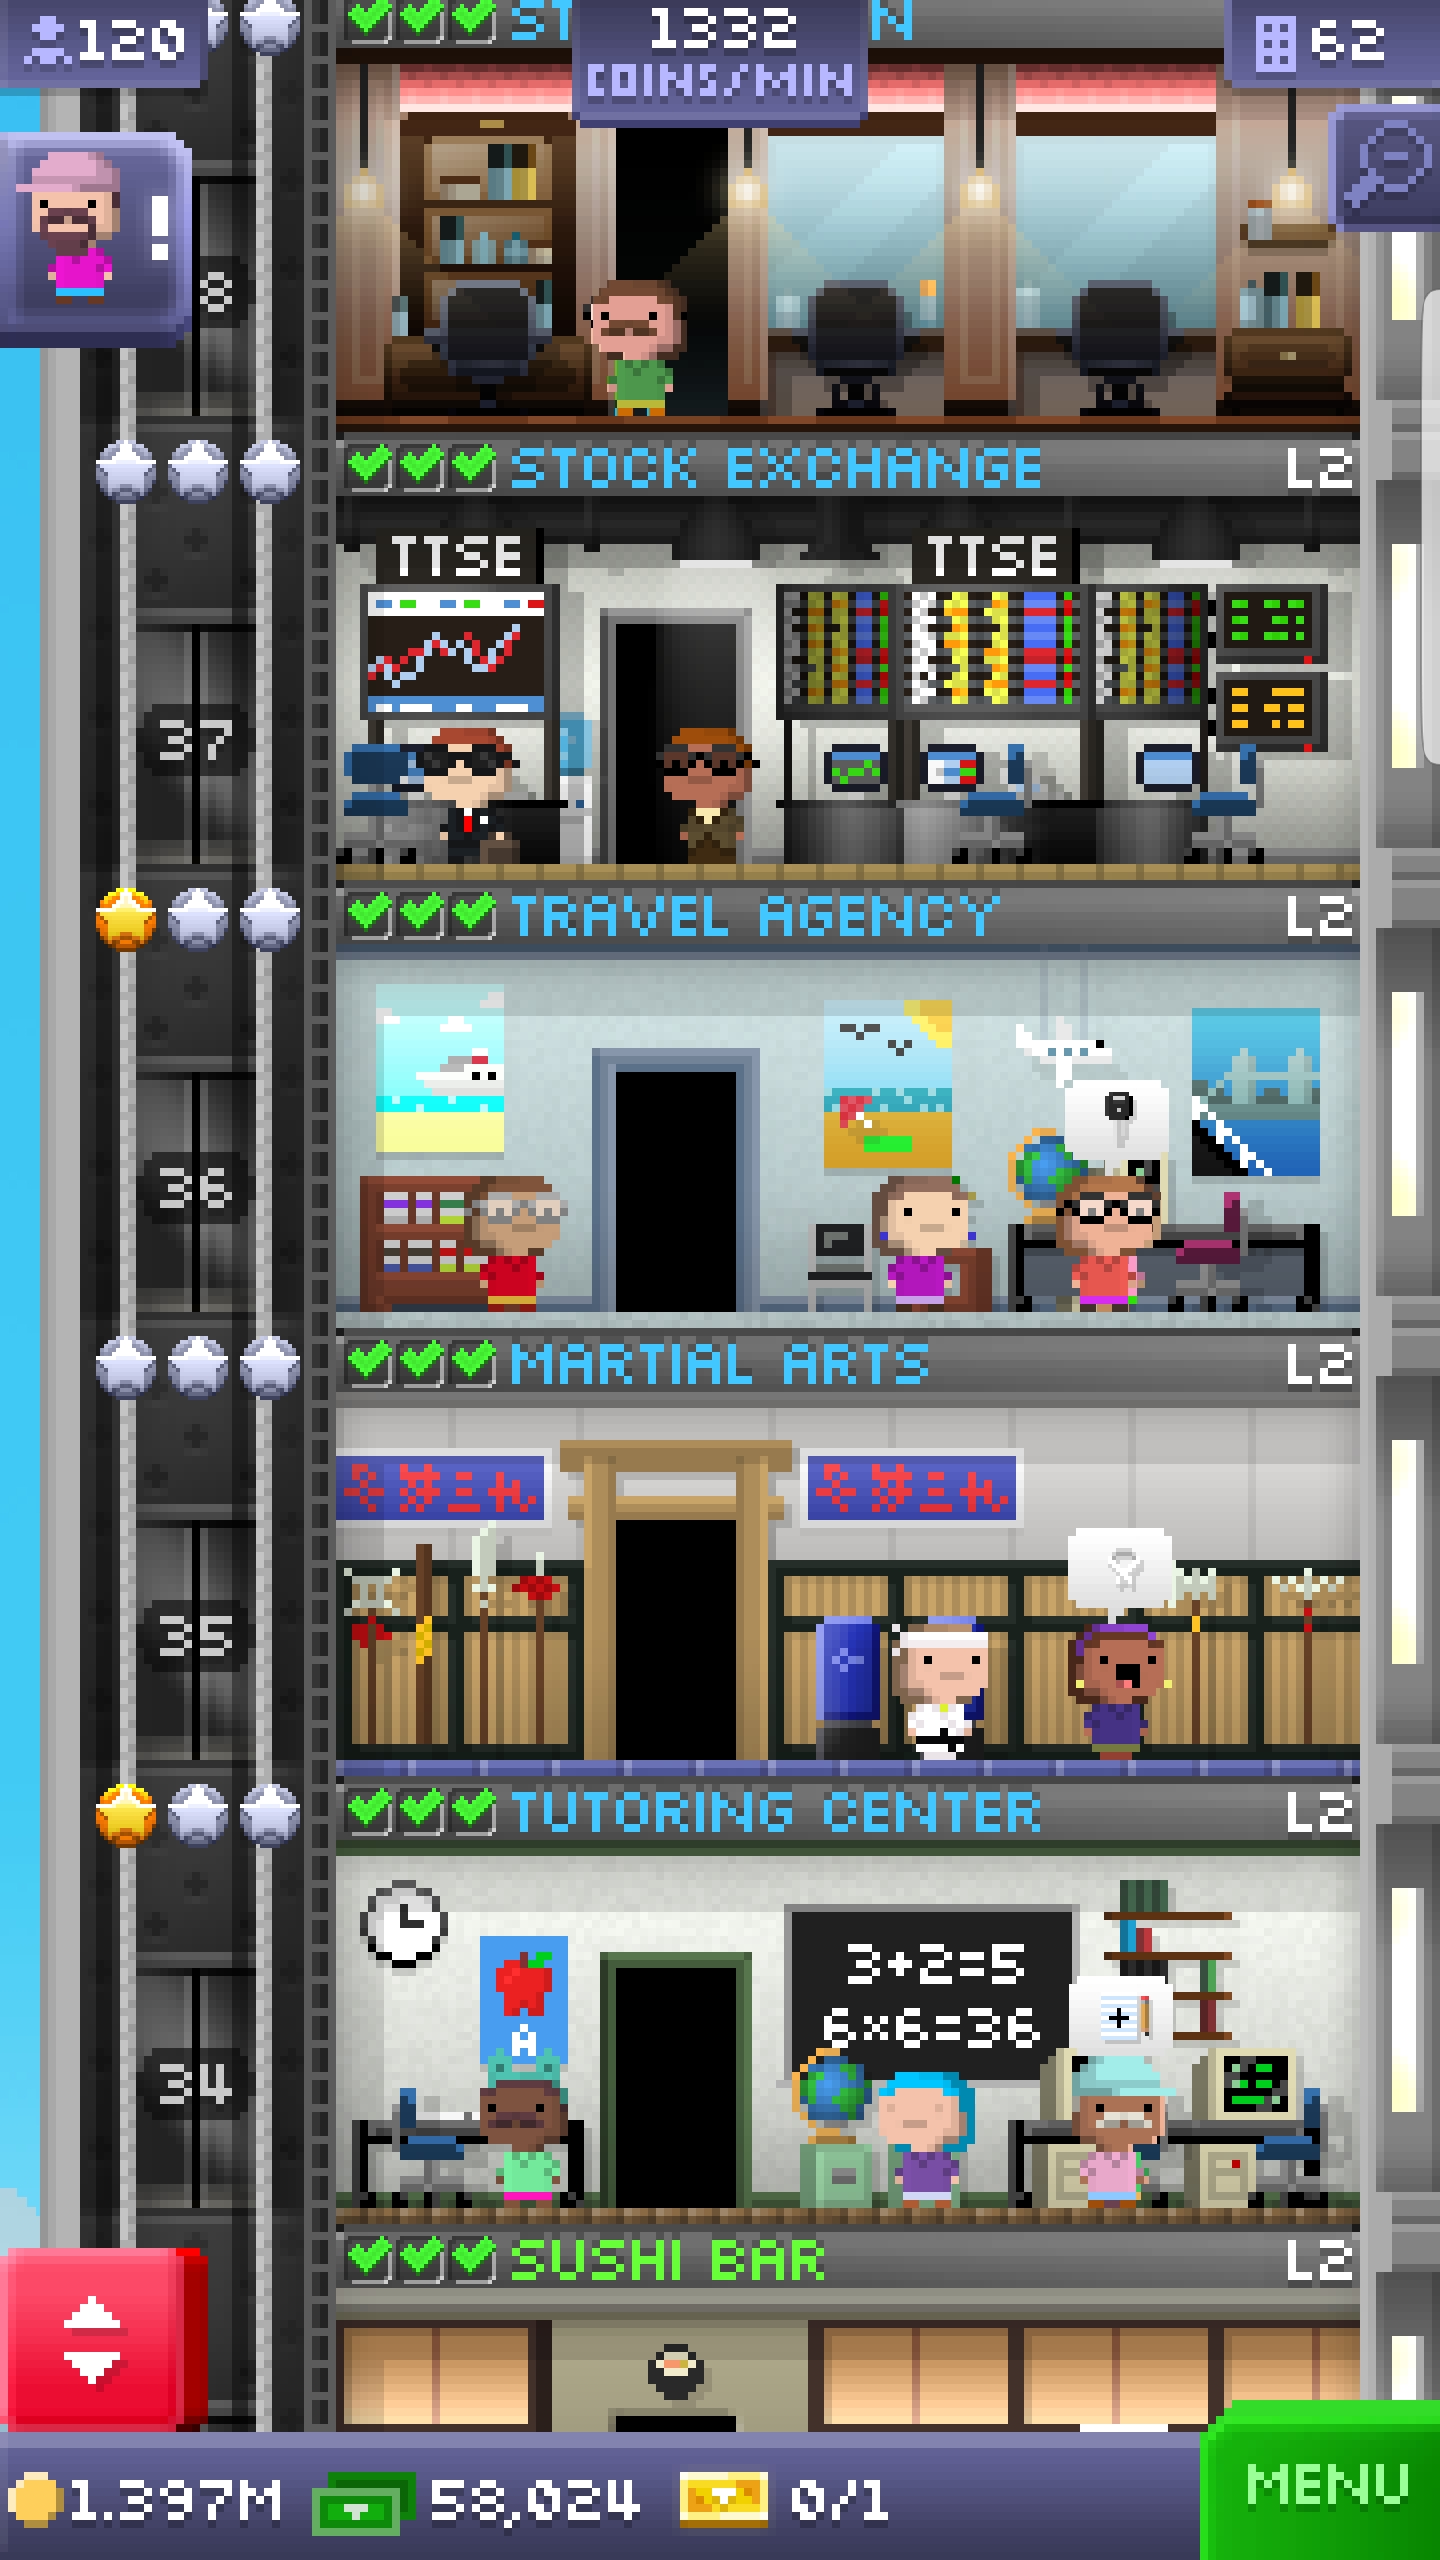 120
ST
1332
N
62
COINS/MIN
!
8
STOCK EXCHANGE
L2
TTSE
TTSE
37
TRAVEL AGENCY
L2
36
MARTIAL ARTS
L2
35
TUTORING CENTER
L2
3+2=5
6×6=36
A
34
SUSHI BAR
L2
1.397M
58,024
0/1
MENU